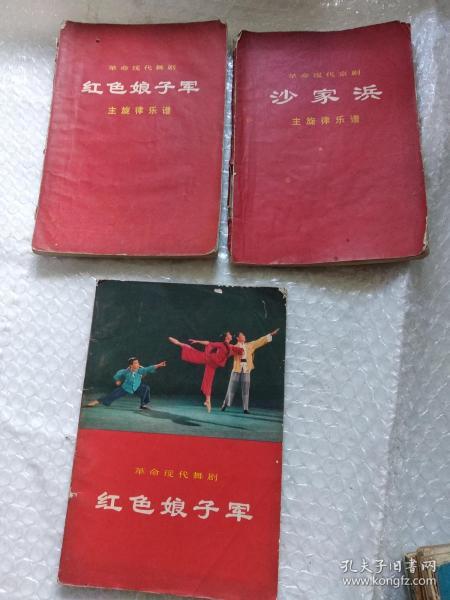 革命现代舞剧
红色娘子军
主旋律乐谱
革命现代京剧
沙家浜
主旋律乐谱
革命现代舞剧
红色娘子军
孔夫子旧书网
www.kongfz.com